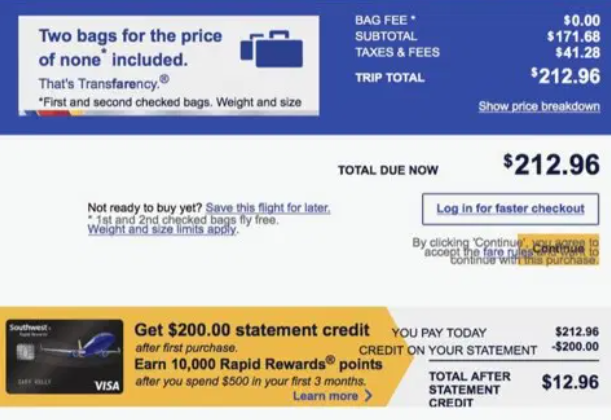 Two bags for the price
of none* included.
That's Transfarency.®
*First and second checked bags. Weight and size
BAG FEE * $0.00
SUBTOTAL $171.68
TAXES & FEES $41.28
TRIP TOTAL $212.96
Show price breakdown
TOTAL DUE NOW $212.96
Not ready to buy yet? Save this flight for later.
* 1st and 2nd checked bags fly free.
Weight and size limits apply.
Log in for faster checkout
By clicking 'Continue', you agree to
accept the fare rules and want to
continue with this purchase.
Continue
Southwest
Rapid Rewards
VISA
Get $200.00 statement credit
after first purchase.
Earn 10,000 Rapid Rewards® points
after you spend $500 in your first 3 months.
Learn more >
YOU PAY TODAY $212.96
CREDIT ON YOUR STATEMENT -$200.00
TOTAL AFTER
STATEMENT
CREDIT
$12.96